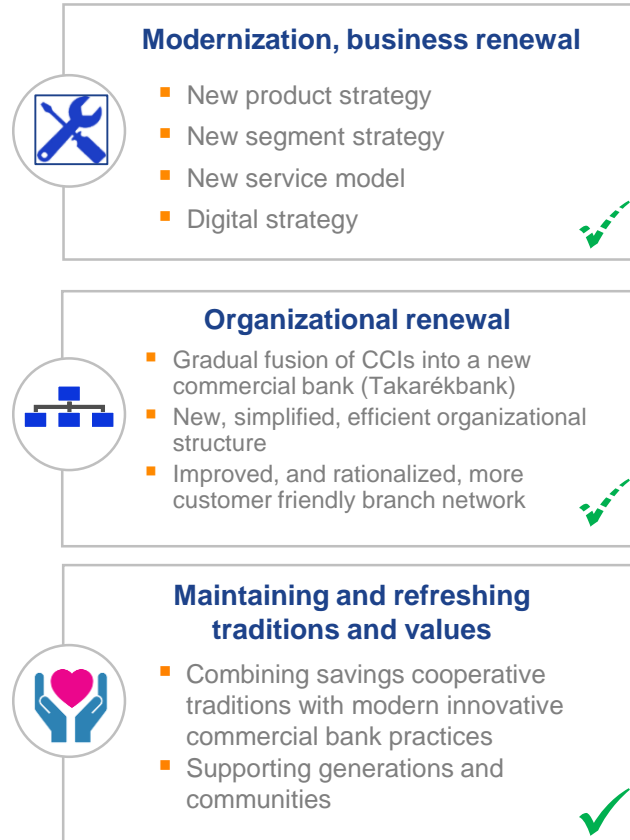 Modernization, business renewal
▪ New product strategy
▪ New segment strategy
▪ New service model
▪ Digital strategy
Organizational renewal
▪ Gradual fusion of CCIs into a new
commercial bank (Takarékbank)
▪ New, simplified, efficient organizational
structure
▪ Improved, and rationalized, more
customer friendly branch network
Maintaining and refreshing
traditions and values
▪ Combining savings cooperative
traditions with modern innovative
commercial bank practices
▪ Supporting generations and
communities